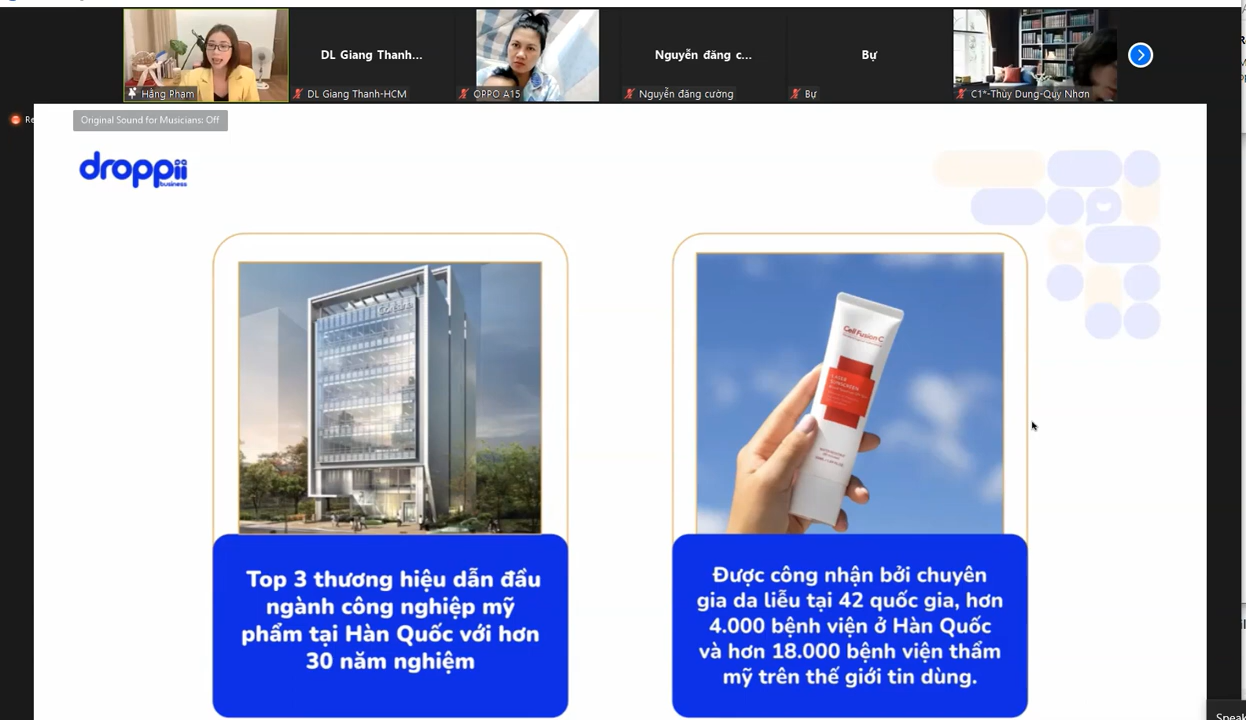 DL Giang Thanh...
Nguyễn đăng c...
Bự
Hằng Phạm
DL Giang Thanh-HCM
OPPO A15
Nguyễn đăng cường
Bự
C1*-Thùy Dung-Quy Nhơn
Re
Original Sound for Musicians: Off
droppii
business
Cell Fusion C
LASER
SUNSCREEN
Top 3 thương hiệu dẫn đầu
ngành công nghiệp mỹ
phẩm tại Hàn Quốc với hơn
30 năm nghiệm
Được công nhận bởi chuyên
gia da liễu tại 42 quốc gia, hơn
4.000 bệnh viện ở Hàn Quốc
và hơn 18.000 bệnh viện thẩm
mỹ trên thế giới tin dùng.
Speak